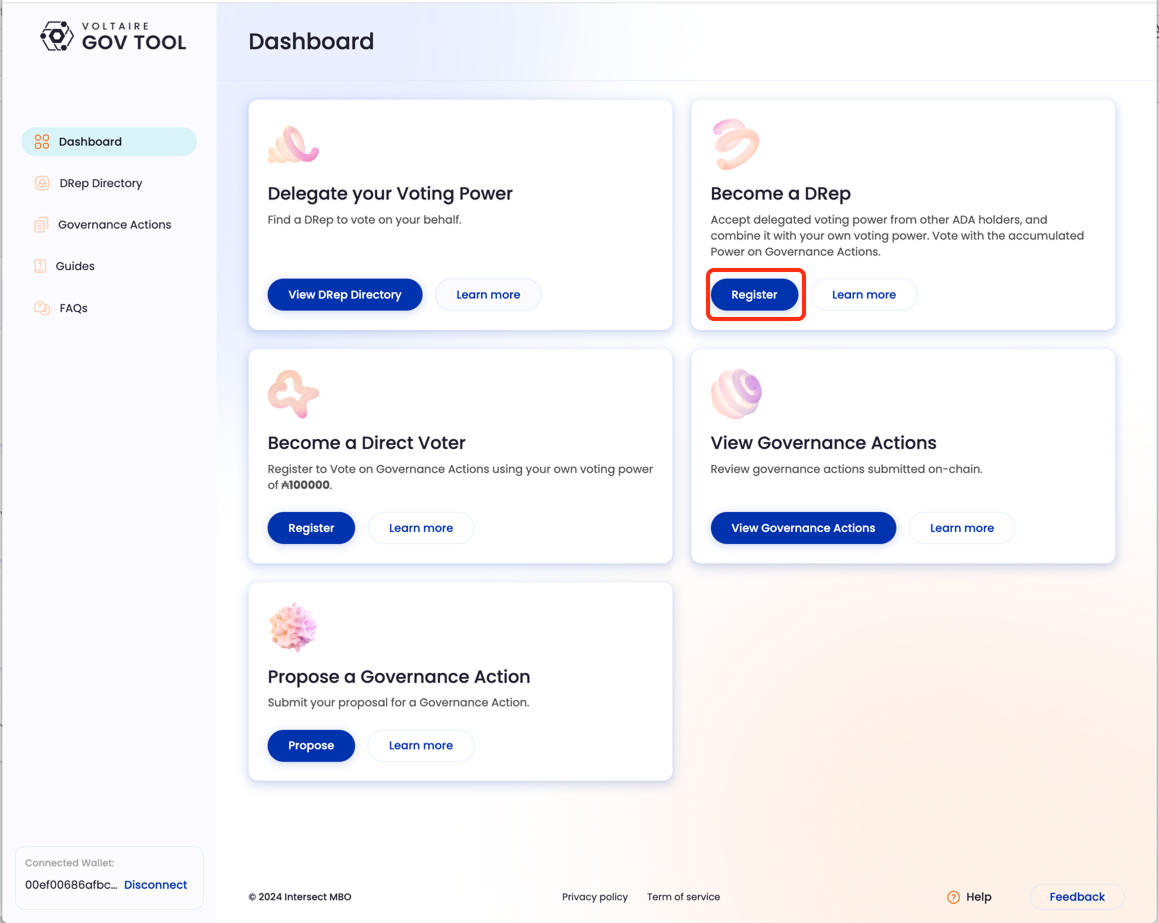 VOLTAIRE
GOV TOOL
Dashboard
Dashboard
DRep Directory
Governance Actions
Guides
FAQs
Delegate your Voting Power
Find a DRep to vote on your behalf.
View DRep Directory
Learn more
Become a DRep
Accept delegated voting power from other ADA holders, and
combine it with your own voting power. Vote with the accumulated
Power on Governance Actions.
Register
Learn more
Become a Direct Voter
Register to Vote on Governance Actions using your own voting power
of ₳100000.
Register
Learn more
View Governance Actions
Review governance actions submitted on-chain.
View Governance Actions
Learn more
Propose a Governance Action
Submit your proposal for a Governance Action.
Propose
Learn more
Connected Wallet:
00ef00686afbc... Disconnect
© 2024 Intersect MBO
Privacy policy
Term of service
Help
Feedback